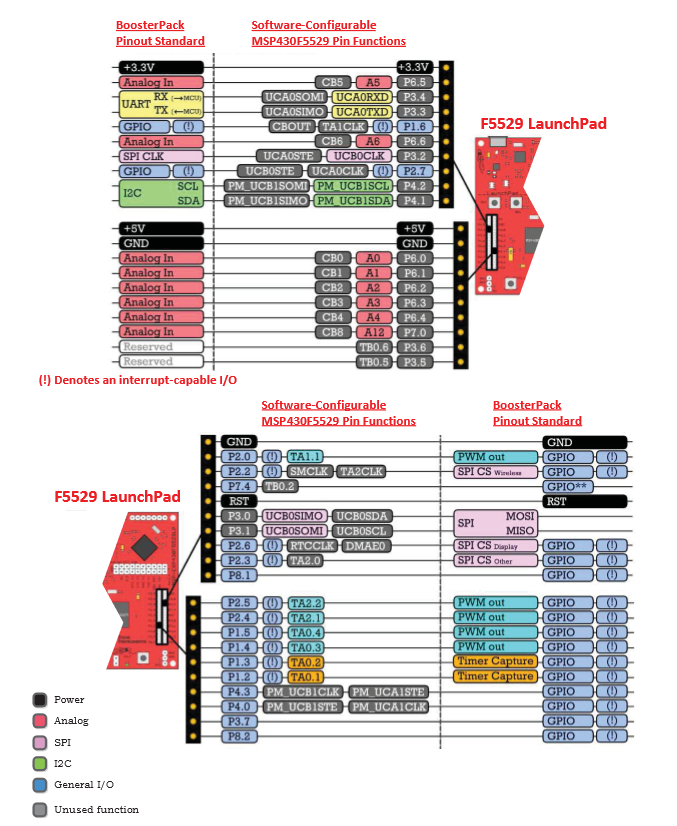 BoosterPack Pinout Standard
Software-Configurable MSP430F5529 Pin Functions
+3.3V +3.3V
Analog In CB5 A5 P6.5
UART RX (→MCU) UCA0SOMI UCA0RXD P3.4
TX (←MCU) UCA0SIMO UCA0TXD P3.3
GPIO (!) CBOUT TA1CLK (!) P1.6
Analog In CB6 A6 P6.6
SPI CLK UCA0STE UCB0CLK P3.2
GPIO (!) UCB0STE UCA0CLK (!) P2.7
I2C SCL PM_UCB1SOMI PM_UCB1SCL P4.2
SDA PM_UCB1SIMO PM_UCB1SDA P4.1
F5529 LaunchPad
+5V +5V
GND GND
Analog In CB0 A0 P6.0
Analog In CB1 A1 P6.1
Analog In CB2 A2 P6.2
Analog In CB3 A3 P6.3
Analog In CB4 A4 P6.4
Analog In CB8 A12 P7.0
Reserved TB0.6 P3.6
Reserved TB0.5 P3.5
(!) Denotes an interrupt-capable I/O
Software-Configurable MSP430F5529 Pin Functions
BoosterPack Pinout Standard
GND GND
P2.0 (!) TA1.1 PWM out GPIO (!)
P2.2 (!) SMCLK TA2CLK SPI CS Wireless GPIO (!)
P7.4 TB0.2 GPIO**
RST RST
P3.0 UCB0SIMO UCB0SDA SPI MOSI
P3.1 UCB0SOMI UCB0SCL MISO
P2.6 (!) RTCCLK DMAE0 SPI CS Display GPIO (!)
P2.3 (!) TA2.0 SPI CS Other GPIO (!)
P8.1 GPIO (!)
F5529 LaunchPad
P2.5 (!) TA2.2 PWM out GPIO (!)
P2.4 (!) TA2.1 PWM out GPIO (!)
P1.5 (!) TA0.4 PWM out GPIO (!)
P1.4 (!) TA0.3 PWM out GPIO (!)
P1.3 (!) TA0.2 Timer Capture GPIO (!)
P1.2 (!) TA0.1 Timer Capture GPIO (!)
P4.3 PM_UCB1CLK PM_UCA1STE GPIO (!)
P4.0 PM_UCB1STE PM_UCA1CLK GPIO (!)
P3.7 GPIO (!)
P8.2 GPIO (!)
Power
Analog
SPI
I2C
General I/O
Unused function